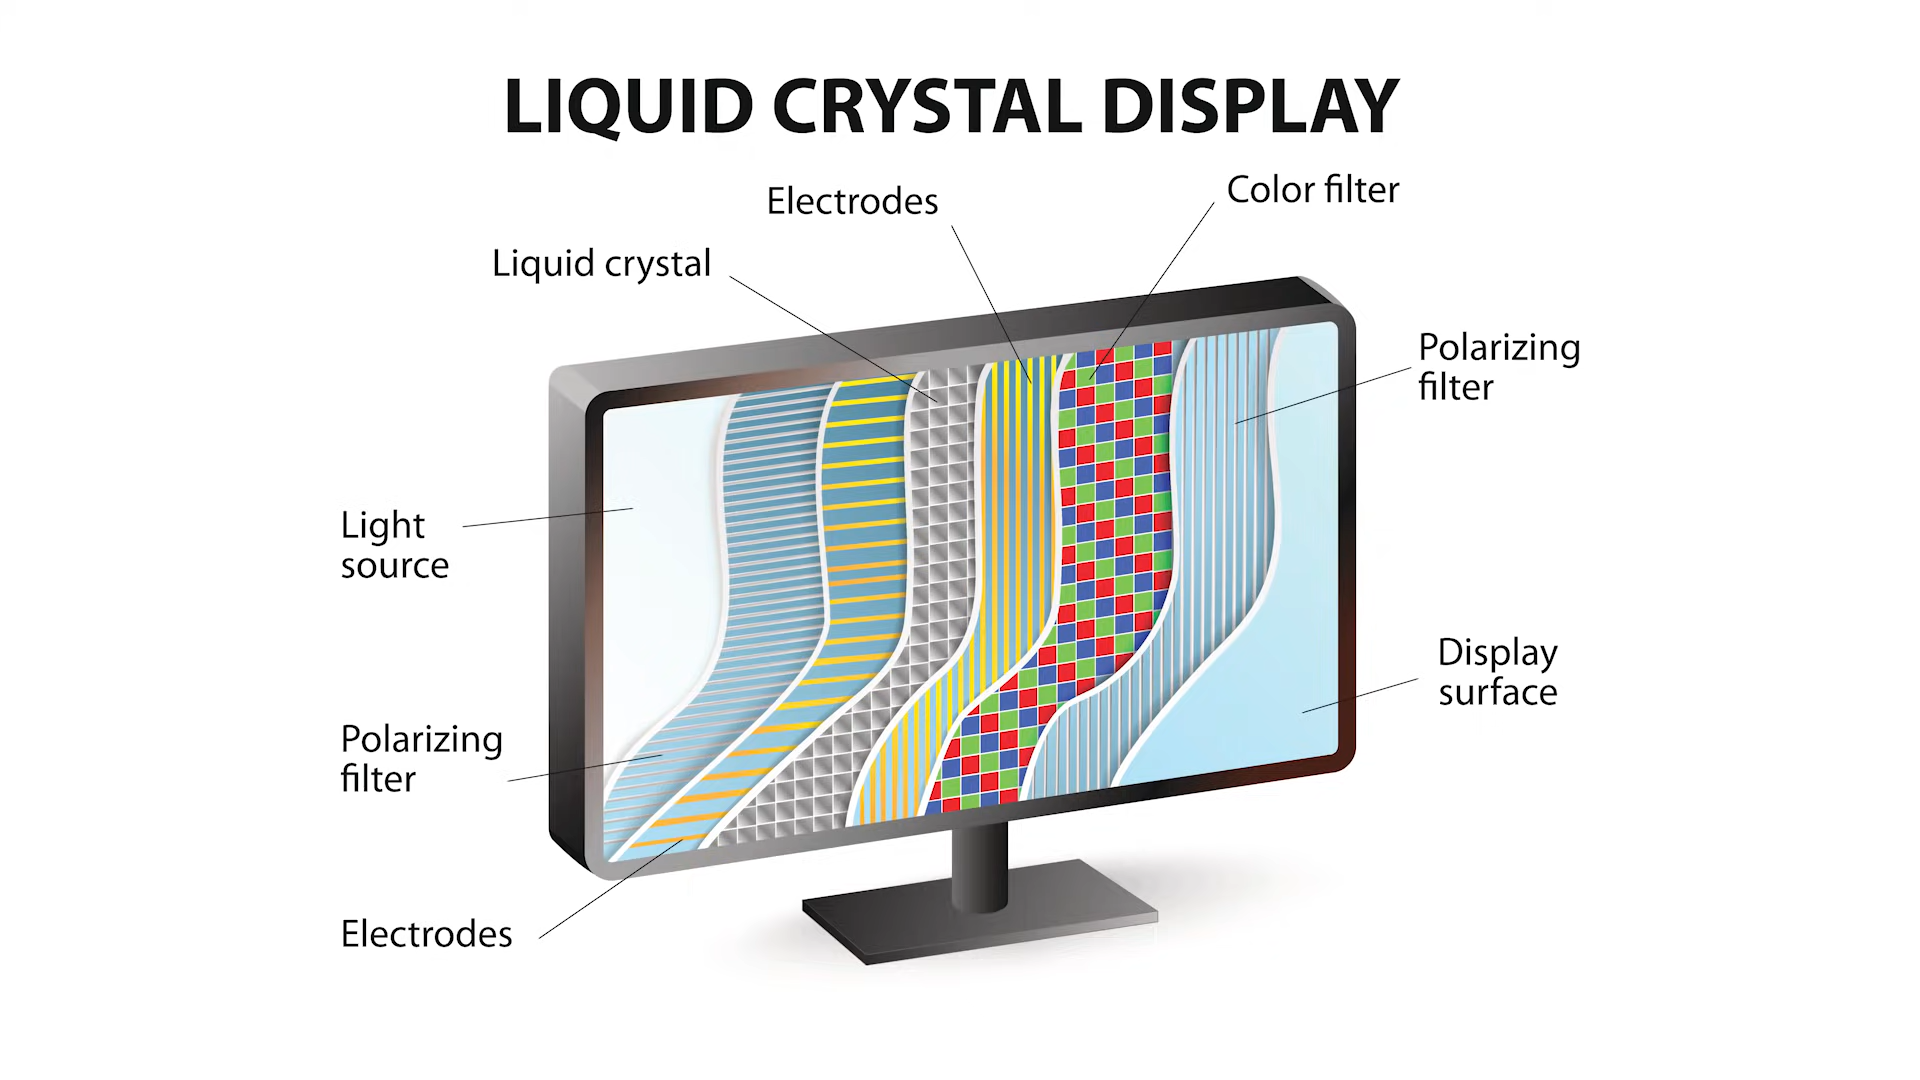 LIQUID CRYSTAL DISPLAY
Electrodes
Color filter
Liquid crystal
Polarizing
filter
Light
source
Display
surface
Polarizing
filter
Electrodes